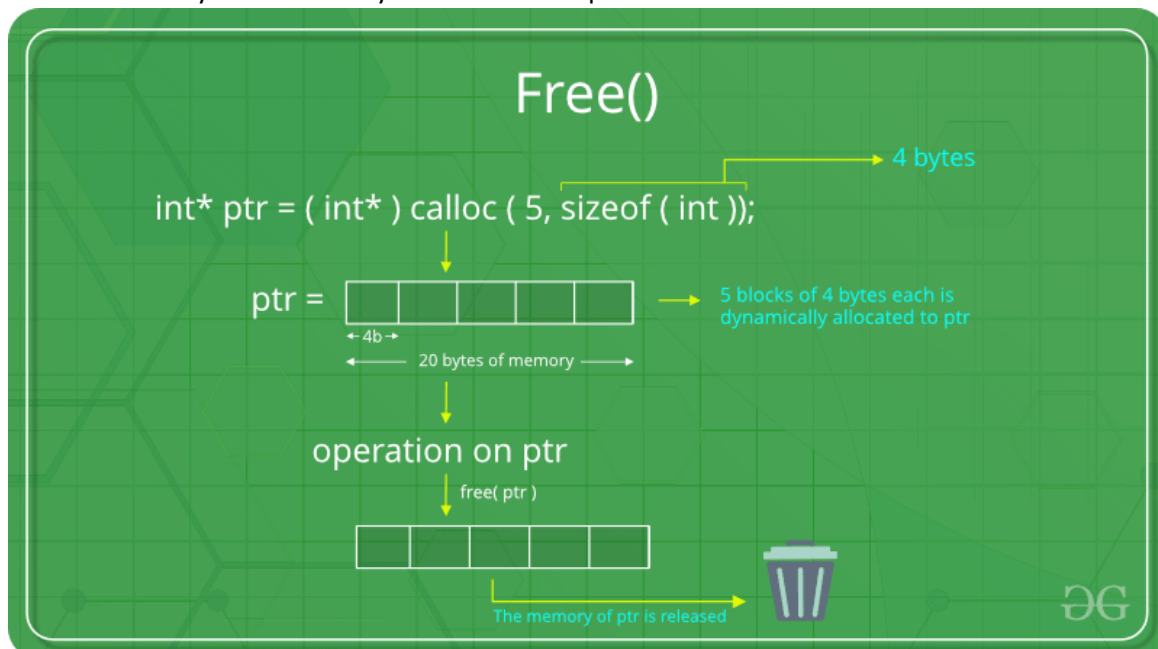 Free()
4 bytes
int* ptr = ( int* ) calloc ( 5, sizeof ( int ));
ptr =
5 blocks of 4 bytes each is
dynamically allocated to ptr
4b
20 bytes of memory
operation on ptr
free( ptr )
The memory of ptr is released
GG